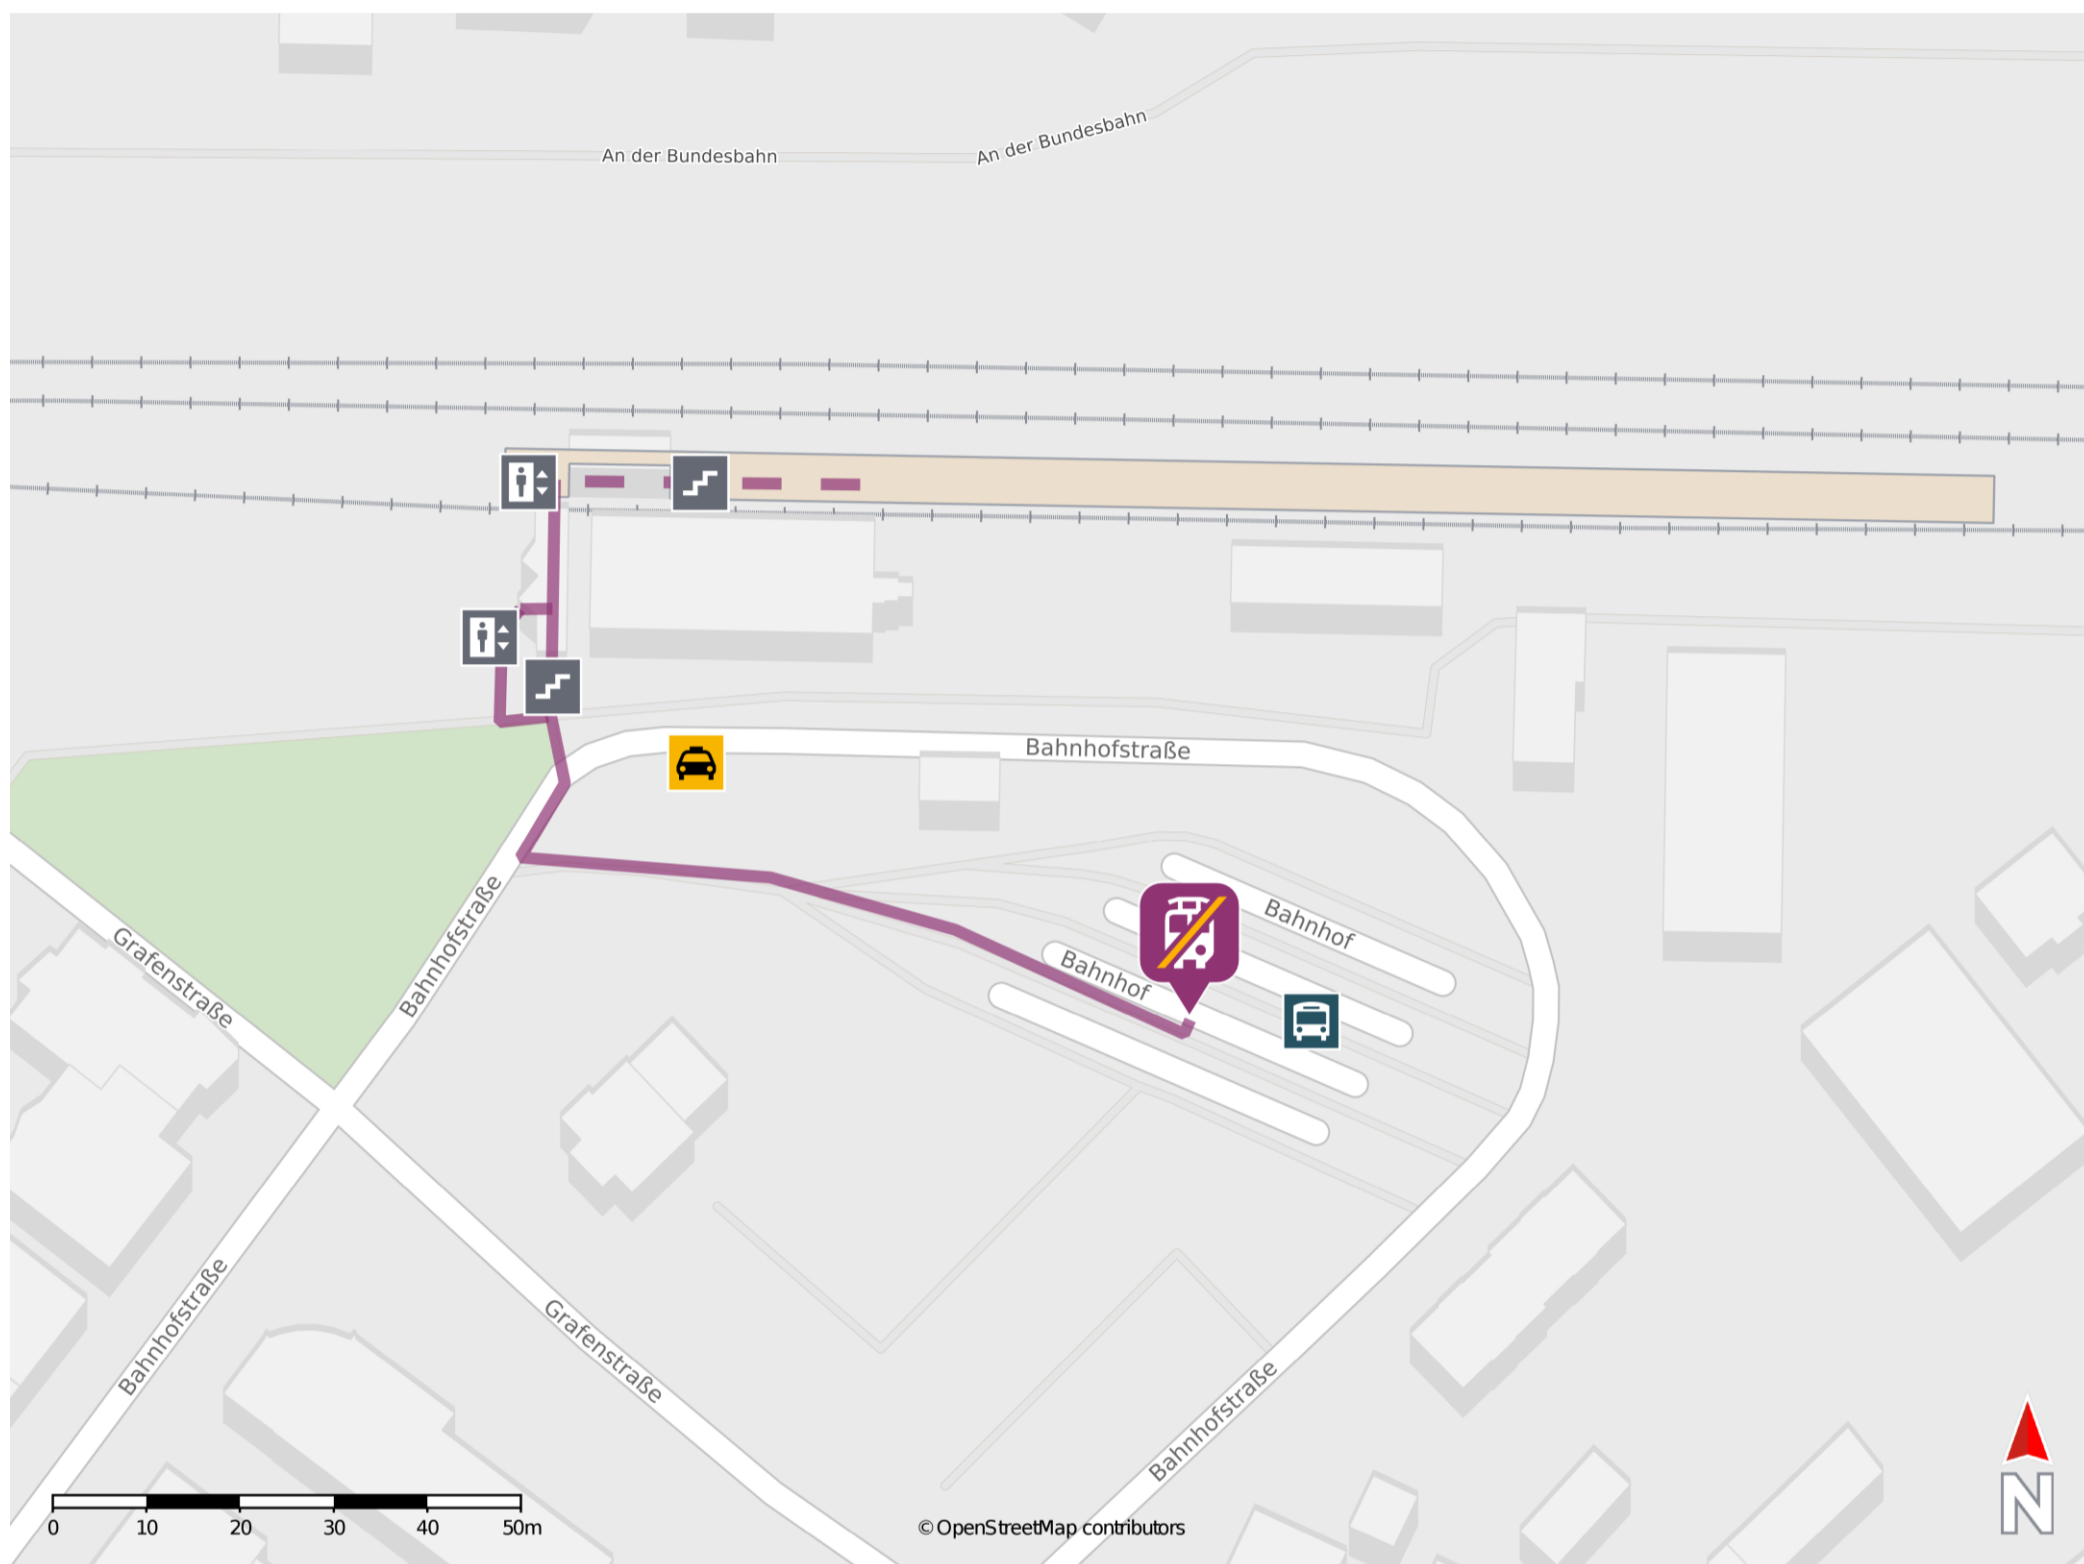 An der Bundesbahn
An der Bundesbahn
Bahnhofstraße
Bahnhof
Bahnhof
Bahnhofstraße
Grafenstraße
Bahnhofstraße
Grafenstraße
Bahnhofstraße
0 10 20 30 40 50m
© OpenStreetMap contributors
N